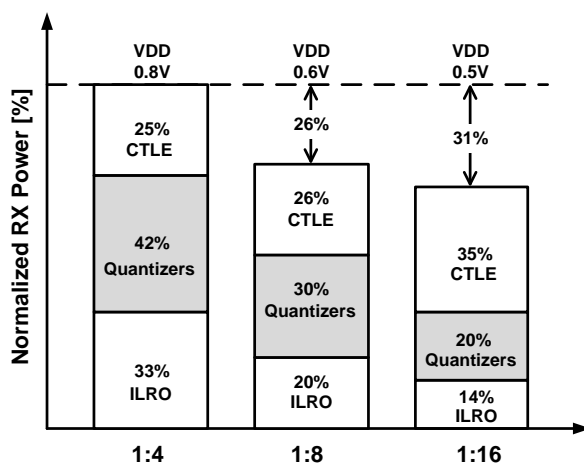 Normalized RX Power [%]
VDD
0.8V
VDD
0.6V
VDD
0.5V
25%
CTLE
42%
Quantizers
33%
ILRO
26%
26%
CTLE
30%
Quantizers
20%
ILRO
31%
35%
CTLE
20%
Quantizers
14%
ILRO
1:4
1:8
1:16